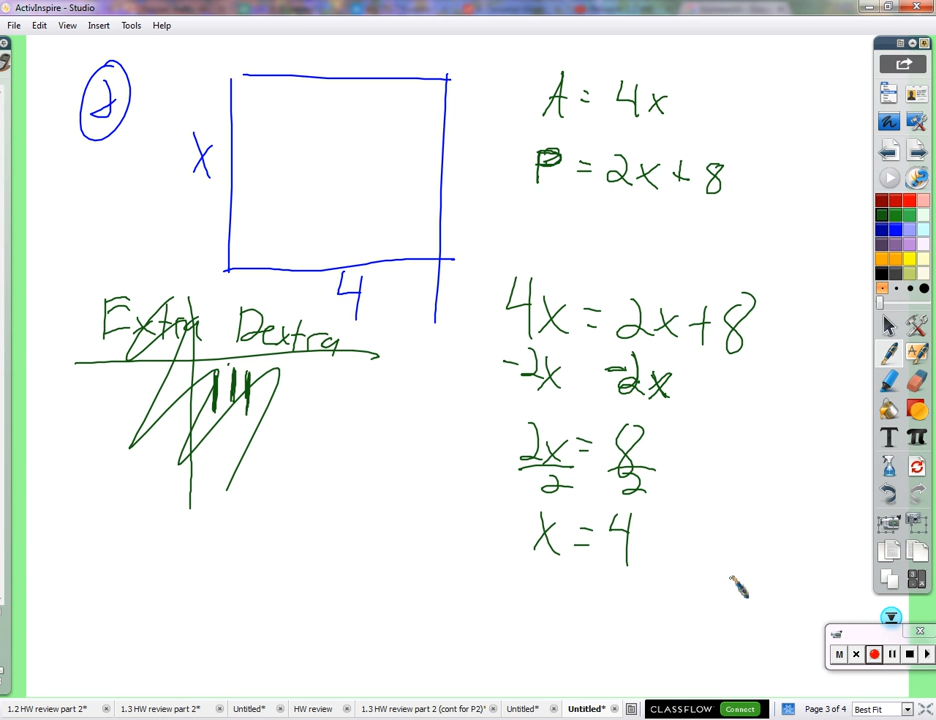 ActivInspire - Studio
File Edit View Insert Tools Help
2
x
4
A = 4x
P = 2x + 8
4x = 2x + 8
-2x -2x
2x = 8
2 2
x = 4
Extra Dextra
III
M
1.2 HW review part 2* 1.3 HW review part 2* Untitled* HW review 1.3 HW review part 2 (cont for P2)* Untitled* Untitled* CLASSFLOW Connect Page 3 of 4 Best Fit